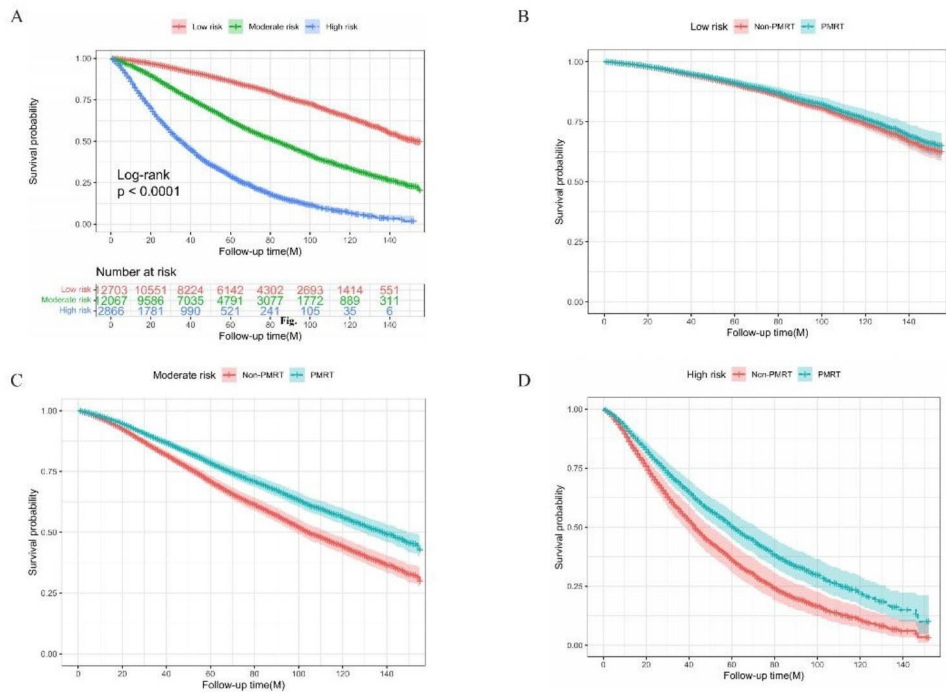 A
Low risk Moderate risk High risk
Survival probability
1.00
0.75
0.50
0.25
0.00
Log-rank
p < 0.0001
0 20 40 60 80 100 120 140
Follow-up time(M)
Number at risk
Low risk 12703 10551 8224 6142 4302 2693 1414 551
Moderate risk 12067 9586 7035 4791 3077 1772 889 311
High risk 2866 1781 990 521 241 105 35 6
Fig.
0 20 40 60 80 100 120 140
Follow-up time(M)
B
Low risk Non-PMRT PMRT
Survival probability
1.00
0.75
0.50
0.25
0.00
0 20 40 60 80 100 120 140
Follow-up time(M)
C
Moderate risk Non-PMRT PMRT
Survival probability
1.00
0.75
0.50
0.25
0.00
0 20 40 60 80 100 120 140
Follow-up time(M)
D
High risk Non-PMRT PMRT
Survival probability
1.00
0.75
0.50
0.25
0.00
0 20 40 60 80 100 120 140
Follow-up time(M)